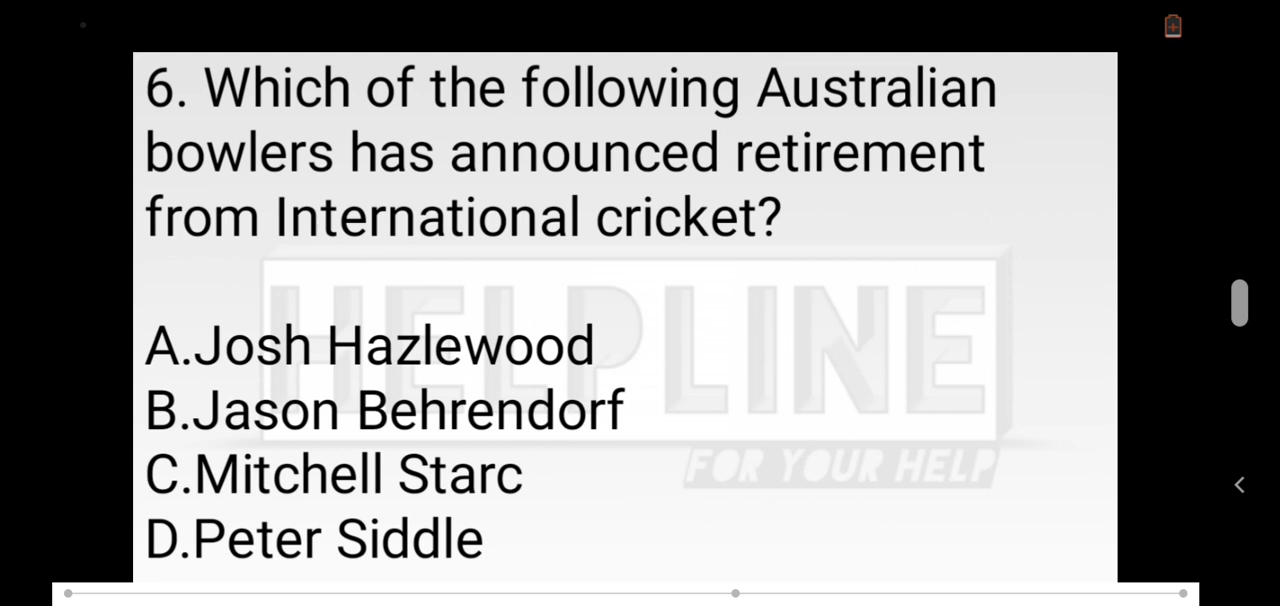 6. Which of the following Australian
bowlers has announced retirement
from International cricket?
HELPLINE
FOR YOUR HELP
A.Josh Hazlewood
B.Jason Behrendorf
C.Mitchell Starc
D.Peter Siddle